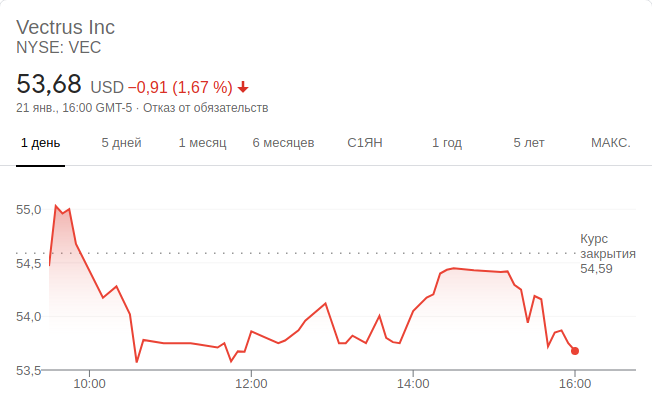 Vectrus Inc
NYSE: VEC
53,68 USD −0,91 (1,67 %)
21 янв., 16:00 GMT-5 · Отказ от обязательств
1 день 5 дней 1 месяц 6 месяцев С1ЯН 1 год 5 лет МАКС.
55,0
Курс
закрытия
54,59
54,5
54,0
53,5
10:00 12:00 14:00 16:00